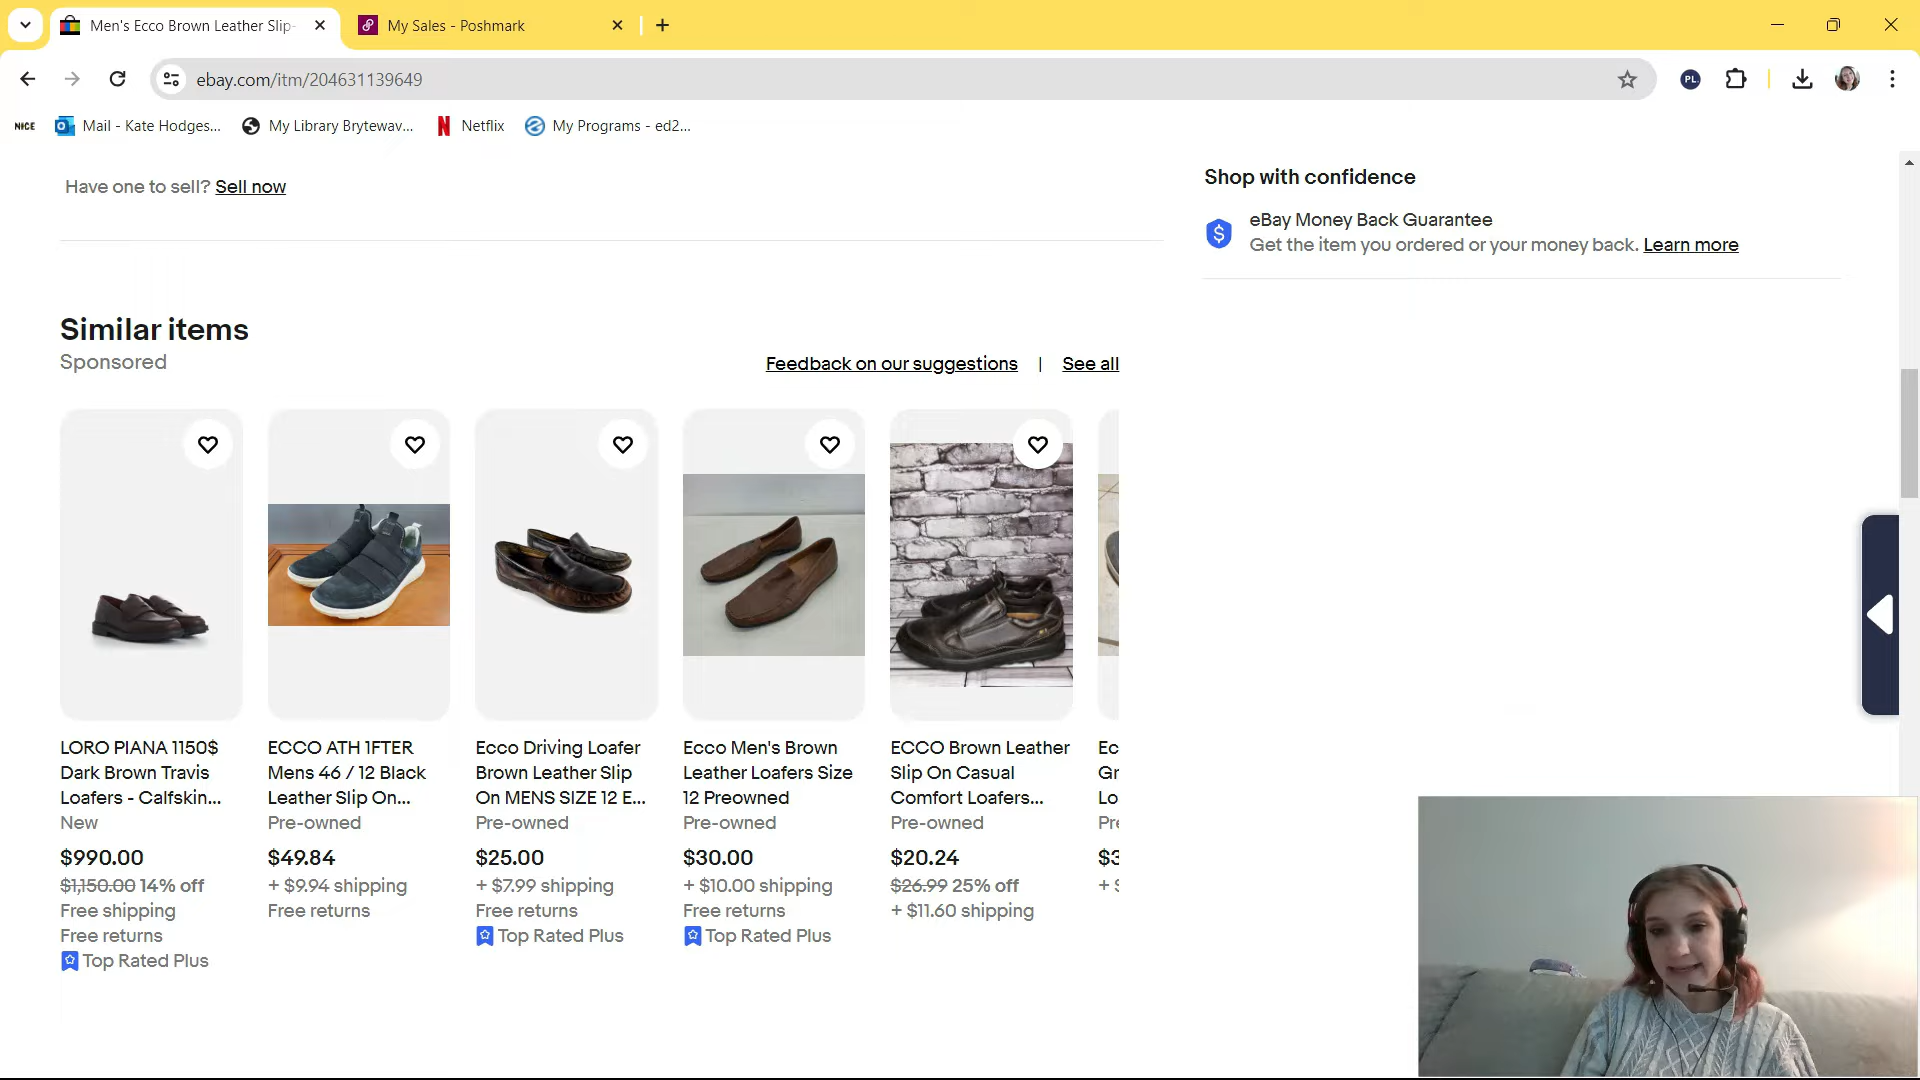 Men's Ecco Brown Leather Slip-
My Sales - Poshmark
ebay.com/itm/204631139649
PL
NICE
Mail - Kate Hodges...
My Library Brytewav...
Netflix
My Programs - ed2...
Have one to sell? Sell now
Shop with confidence
eBay Money Back Guarantee
Get the item you ordered or your money back. Learn more
Similar items
Sponsored
Feedback on our suggestions | See all
LORO PIANA 1150$
Dark Brown Travis
Loafers - Calfskin...
New
$990.00
$1,150.00 14% off
Free shipping
Free returns
Top Rated Plus
ECCO ATH 1FTER
Mens 46 / 12 Black
Leather Slip On...
Pre-owned
$49.84
+ $9.94 shipping
Free returns
Ecco Driving Loafer
Brown Leather Slip
On MENS SIZE 12 E...
Pre-owned
$25.00
+ $7.99 shipping
Free returns
Top Rated Plus
Ecco Men's Brown
Leather Loafers Size
12 Preowned
Pre-owned
$30.00
+ $10.00 shipping
Free returns
Top Rated Plus
ECCO Brown Leather
Slip On Casual
Comfort Loafers...
Pre-owned
$20.24
$26.99 25% off
+ $11.60 shipping
Ec
Gr
Lo
Pre
$3
+ $